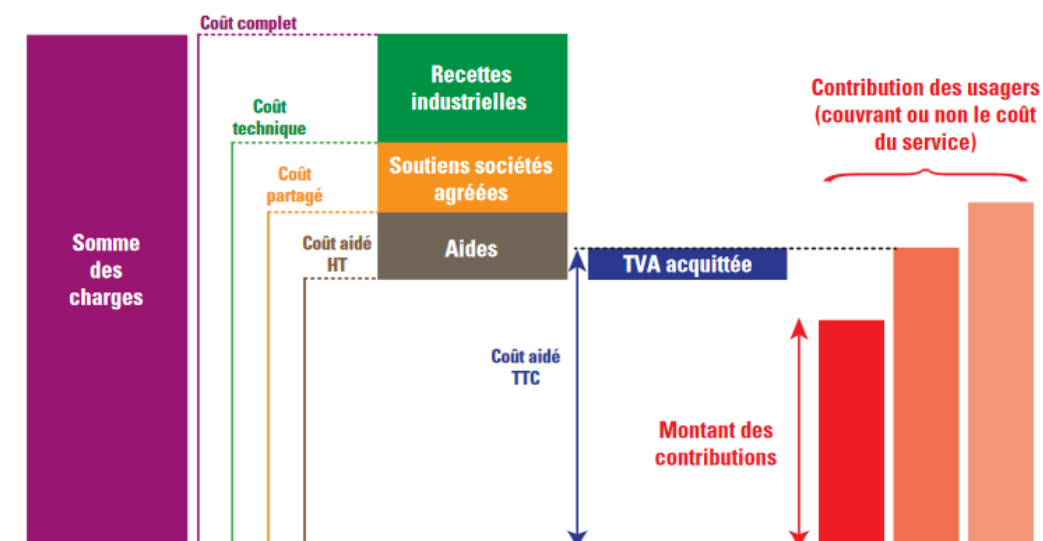 Coût complet
Recettes
industrielles
Coût
technique
Soutiens sociétés
agréées
Coût
partagé
Coût aidé
HT
Aides
Somme
des
charges
TVA acquittée
Coût aidé
TTC
Contribution des usagers
(couvrant ou non le coût
du service)
Montant des
contributions